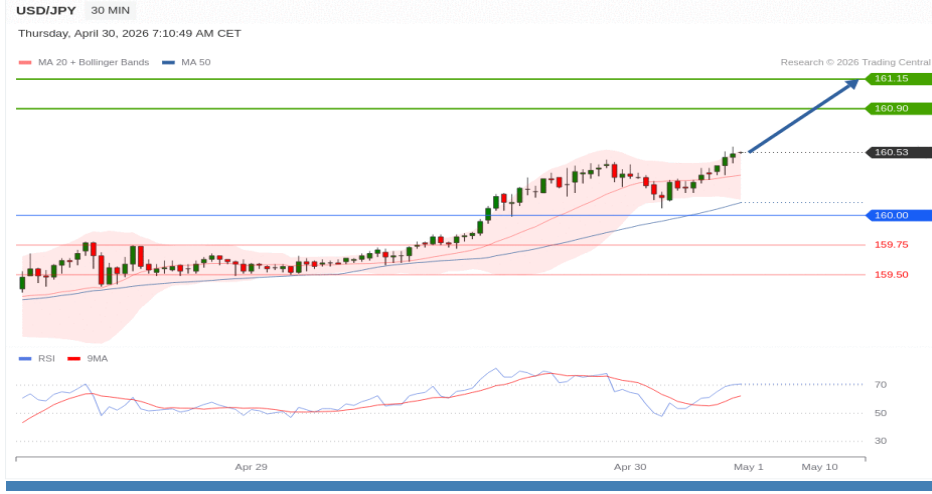 USD/JPY 30 MIN
Thursday, April 30, 2026 7:10:49 AM CET
MA 20 + Bollinger Bands MA 50 Research © 2026 Trading Central
161.15
160.90
160.53
160.00
159.75
159.50
RSI 9MA
70
50
30
Apr 29 Apr 30 May 1 May 10